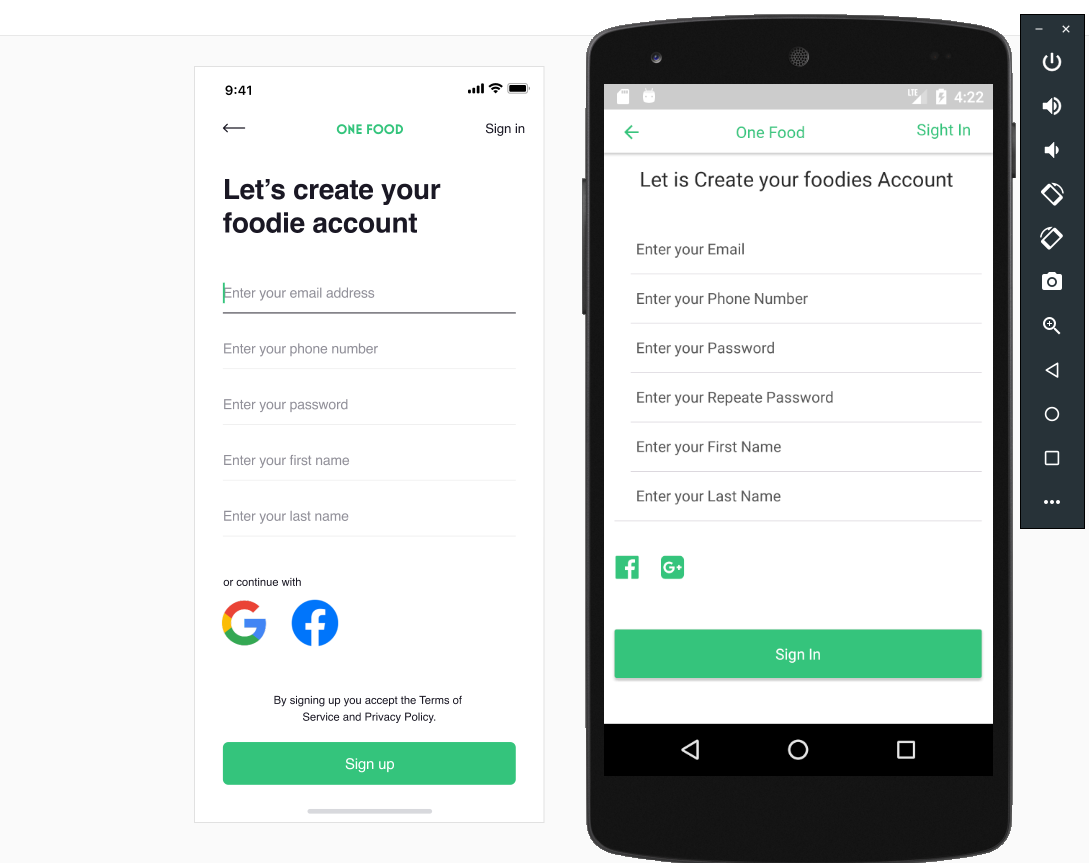 9:41
ONE FOOD
Sign in
Let's create your
foodie account
Enter your email address
Enter your phone number
Enter your password
Enter your first name
Enter your last name
or continue with
By signing up you accept the Terms of
Service and Privacy Policy.
Sign up
LTE
4:22
One Food
Sight In
Let is Create your foodies Account
Enter your Email
Enter your Phone Number
Enter your Password
Enter your Repeate Password
Enter your First Name
Enter your Last Name
G+
Sign In